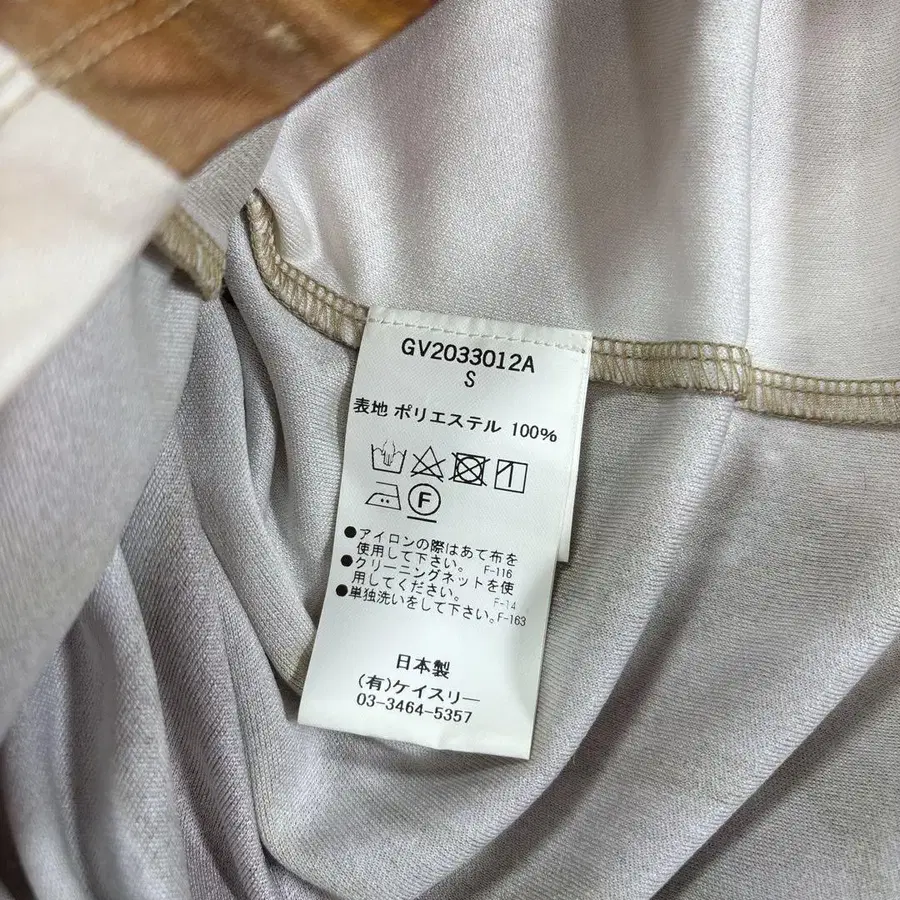 GV2033012A
S
表地 ポリエステル 100%
F
●アイロンの際はあて布を
使用して下さい。 F-116
●クリーニングネットを使
用してください。 F-14
●単独洗いをして下さい。F-163
日本製
(有)ケイスリー
03-3464-5357